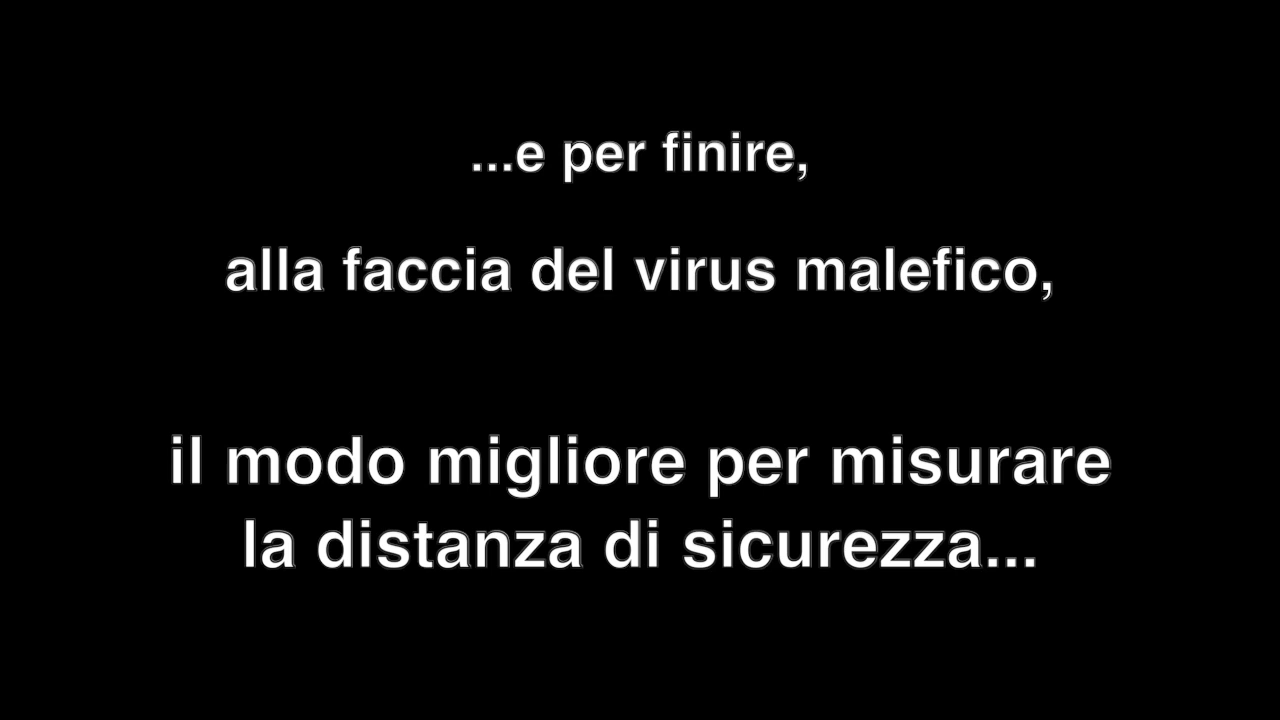 ...e per finire,
alla faccia del virus malefico,
il modo migliore per misurare
la distanza di sicurezza...